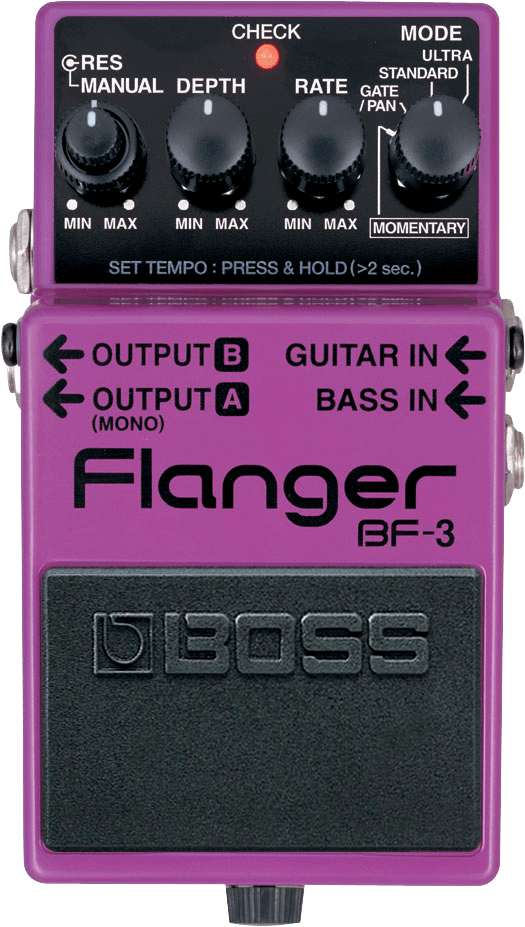 CHECK
MODE
RES
MANUAL
DEPTH
RATE
ULTRA
STANDARD
GATE
/PAN
MIN MAX
MIN MAX
MIN MAX
MOMENTARY
SET TEMPO : PRESS & HOLD (>2 sec.)
OUTPUT B
GUITAR IN
OUTPUT A
(MONO)
BASS IN
Flanger
BF-3
BOSS